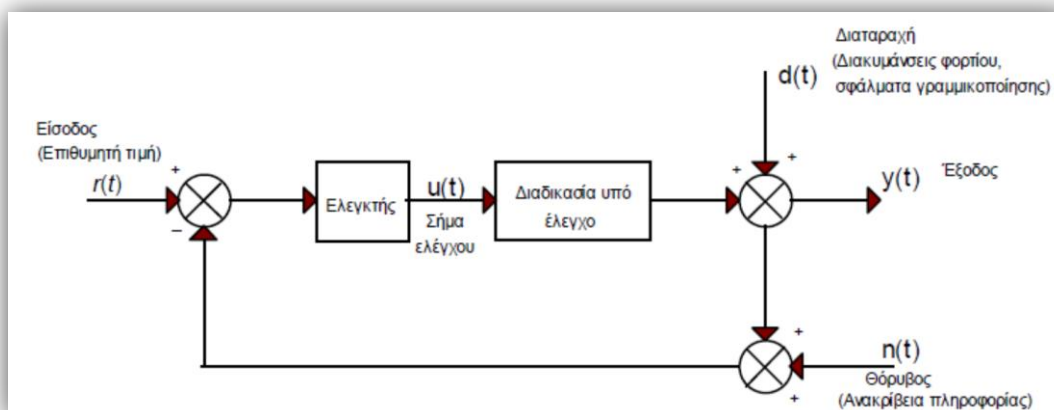 Διαταραχή
(Διακυμάνσεις φορτίου,
σφάλματα γραμμικοποίησης)
d(t)
Είσοδος
(Επιθυμητή τιμή)
r(t)
+
−
Ελεγκτής
u(t)
Σήμα
ελέγχου
Διαδικασία υπό
έλεγχο
+
+
y(t)
Έξοδος
+
+
n(t)
Θόρυβος
(Ανακρίβεια πληροφορίας)